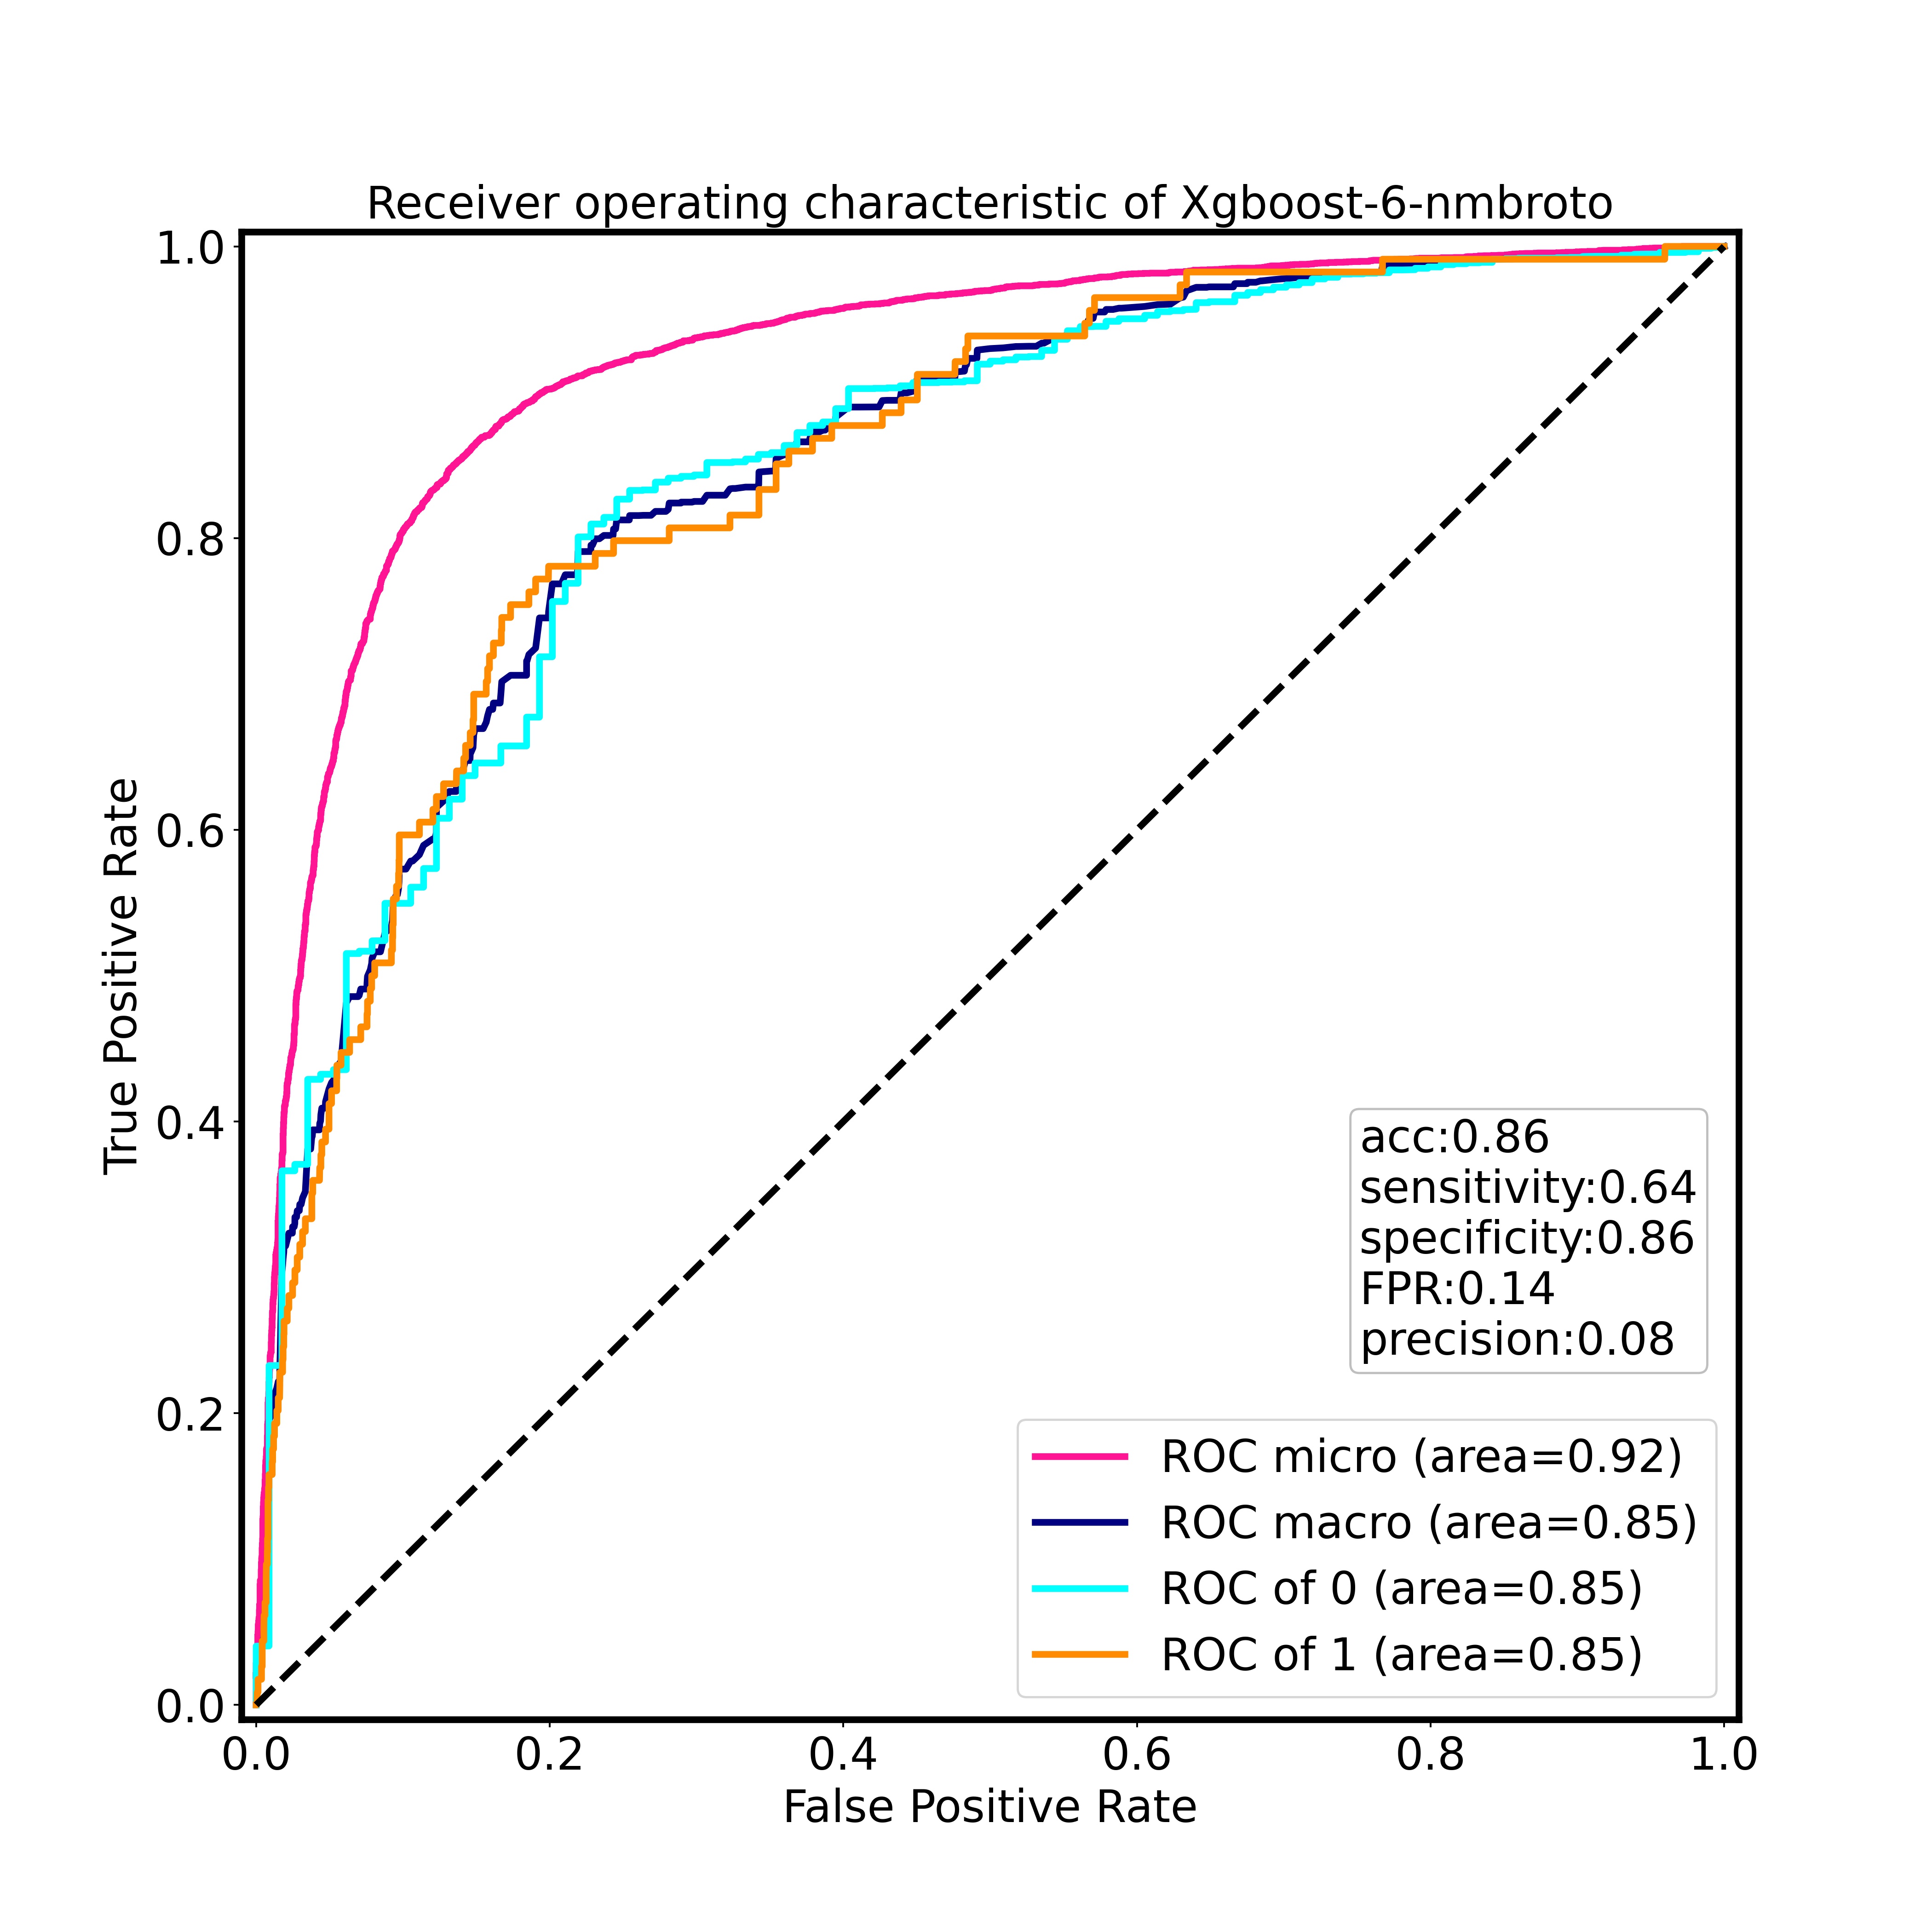 Receiver operating characteristic of Xgboost-6-nmbroto
1.0
0.8
0.6
0.4
0.2
0.0
True Positive Rate
acc:0.86
sensitivity:0.64
specificity:0.86
FPR:0.14
precision:0.08
ROC micro (area=0.92)
ROC macro (area=0.85)
ROC of 0 (area=0.85)
ROC of 1 (area=0.85)
0.0 0.2 0.4 0.6 0.8 1.0
False Positive Rate